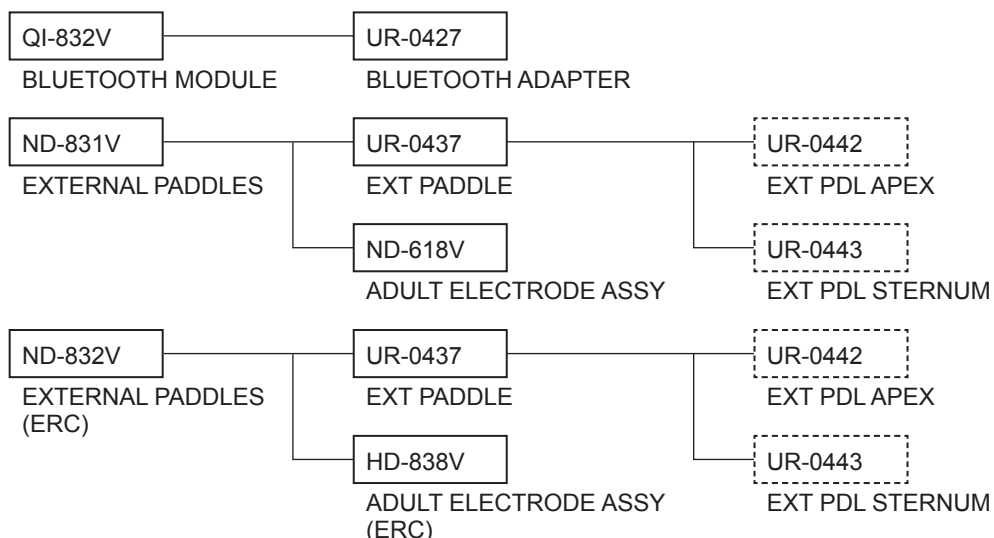 QI-832V UR-0427
BLUETOOTH MODULE BLUETOOTH ADAPTER
ND-831V UR-0437 UR-0442
EXTERNAL PADDLES EXT PADDLE EXT PDL APEX
ND-618V UR-0443
ADULT ELECTRODE ASSY EXT PDL STERNUM
ND-832V UR-0437 UR-0442
EXTERNAL PADDLES EXT PADDLE EXT PDL APEX
(ERC)
HD-838V UR-0443
ADULT ELECTRODE ASSY EXT PDL STERNUM
(ERC)